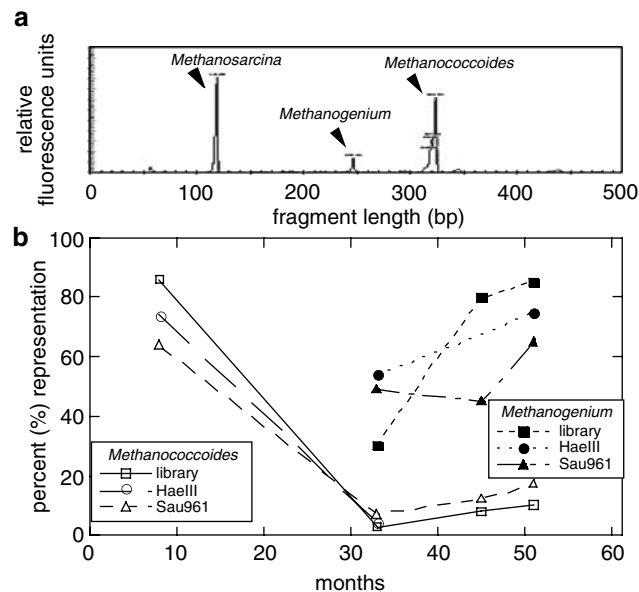 a
relative
fluorescence units
Methanosarcina
Methanogenium
Methanococcoides
0 100 200 300 400 500
fragment length (bp)
b
percent (%) representation
100
80
60
40
20
0
Methanococcoides
library
HaeIII
Sau961
Methanogenium
library
HaeIII
Sau961
0 10 20 30 40 50 60
months